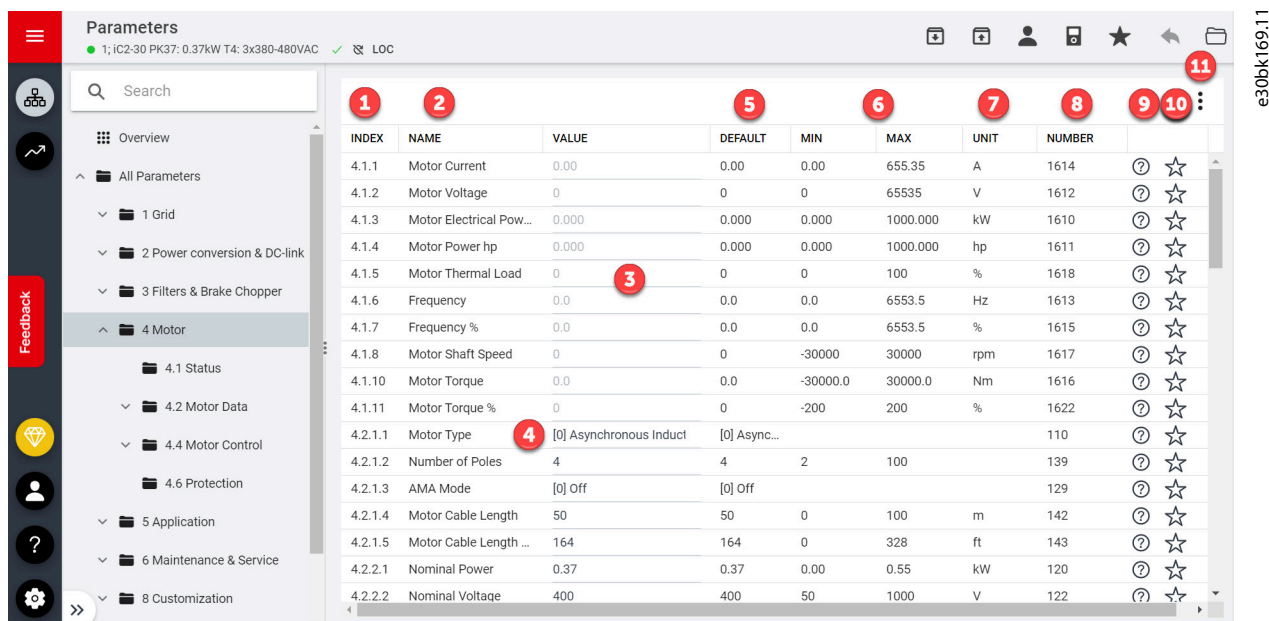 Parameters
1; iC2-30 PK37: 0.37kW T4: 3x380-480VAC LOC
e30bk169.11
11
Search
Overview
All Parameters
1 Grid
2 Power conversion & DC-link
3 Filters & Brake Chopper
4 Motor
4.1 Status
4.2 Motor Data
4.4 Motor Control
4.6 Protection
5 Application
6 Maintenance & Service
8 Customization
Feedback
?
1 2 5 6 7 8 9 10
INDEX NAME VALUE DEFAULT MIN MAX UNIT NUMBER
4.1.1 Motor Current 0.00 0.00 0.00 655.35 A 1614 ?
4.1.2 Motor Voltage 0 0 0 65535 V 1612 ?
4.1.3 Motor Electrical Pow... 0.000 0.000 0.000 1000.000 kW 1610 ?
4.1.4 Motor Power hp 0.000 0.000 0.000 1000.000 hp 1611 ?
4.1.5 Motor Thermal Load 0 3 0 0 100 % 1618 ?
4.1.6 Frequency 0.0 0.0 0.0 6553.5 Hz 1613 ?
4.1.7 Frequency % 0.0 0.0 0.0 6553.5 % 1615 ?
4.1.8 Motor Shaft Speed 0 0 -30000 30000 rpm 1617 ?
4.1.10 Motor Torque 0.0 0.0 -30000.0 30000.0 Nm 1616 ?
4.1.11 Motor Torque % 0 0 -200 200 % 1622 ?
4.2.1.1 Motor Type 4 [0] Asynchronous Induct [0] Async... 110 ?
4.2.1.2 Number of Poles 4 4 2 100 139 ?
4.2.1.3 AMA Mode [0] Off [0] Off 129 ?
4.2.1.4 Motor Cable Length 50 50 0 100 m 142 ?
4.2.1.5 Motor Cable Length ... 164 164 0 328 ft 143 ?
4.2.2.1 Nominal Power 0.37 0.37 0.00 0.55 kW 120 ?
4.2.2.2 Nominal Voltage 400 400 50 1000 V 122 ?